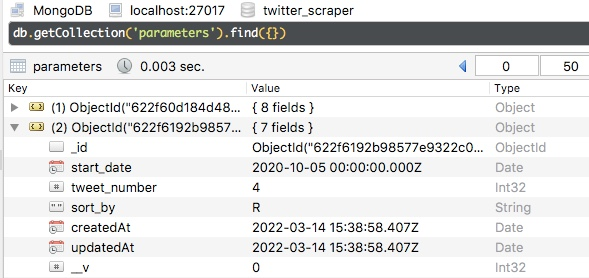 MongoDB localhost:27017 twitter_scraper
db.getCollection('parameters').find({})
parameters 0.003 sec. 0 50
Key Value Type
(1) ObjectId("622f60d184d48... { 8 fields } Object
(2) ObjectId("622f6192b9857... { 7 fields } Object
_id ObjectId("622f6192b98577e9322c0... ObjectId
start_date 2020-10-05 00:00:00.000Z Date
# tweet_number 4 Int32
" " sort_by R String
createdAt 2022-03-14 15:38:58.407Z Date
updatedAt 2022-03-14 15:38:58.407Z Date
# __v 0 Int32